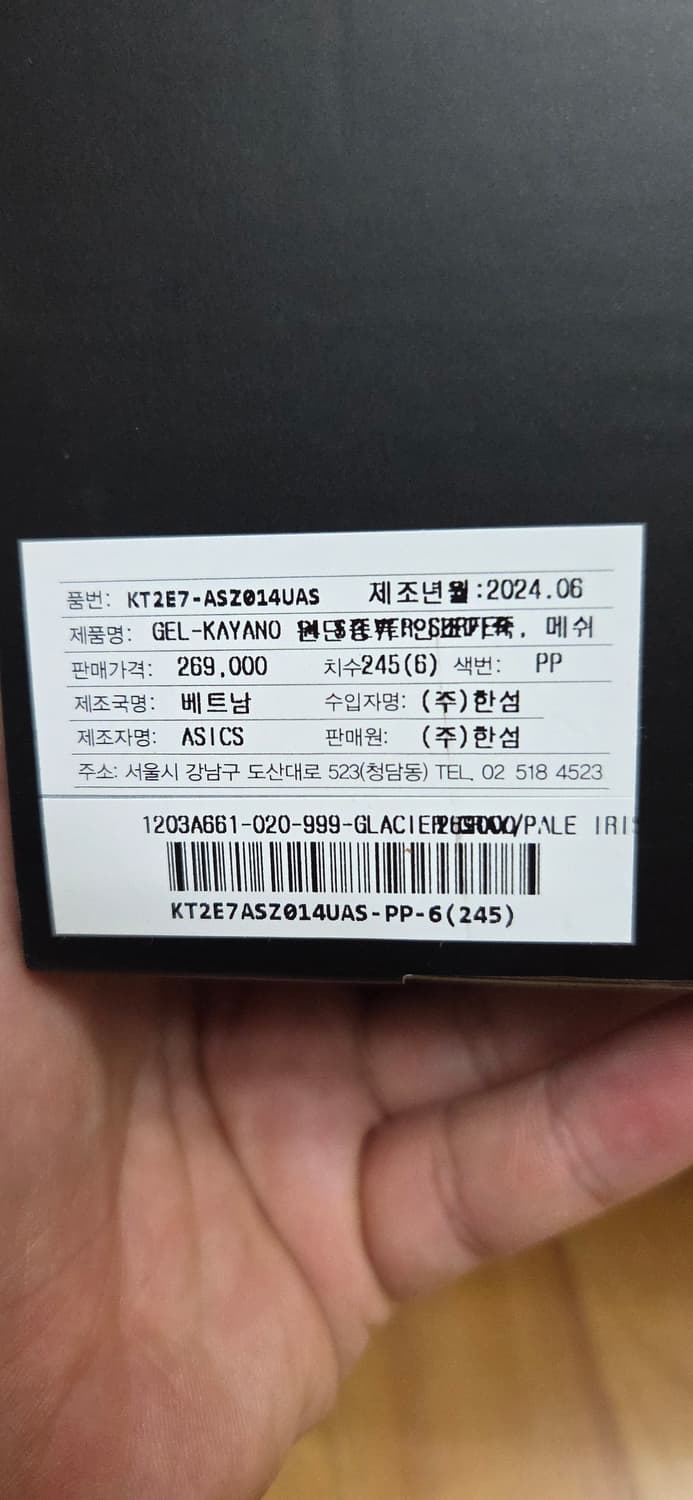 품번: KT2E7-ASZ014UAS 제조년월:2024.06
제품명: GEL-KAYANO , 메쉬
판매가격: 269,000 치수245(6) 색번: PP
제조국명: 베트남 수입자명: (주)한섬
제조자명: ASICS 판매원: (주)한섬
주소: 서울시 강남구 도산대로 523(청담동) TEL. 02 518 4523
1203A661-020-999-GLACIER /PALE IRIS
KT2E7ASZ014UAS-PP-6(245)